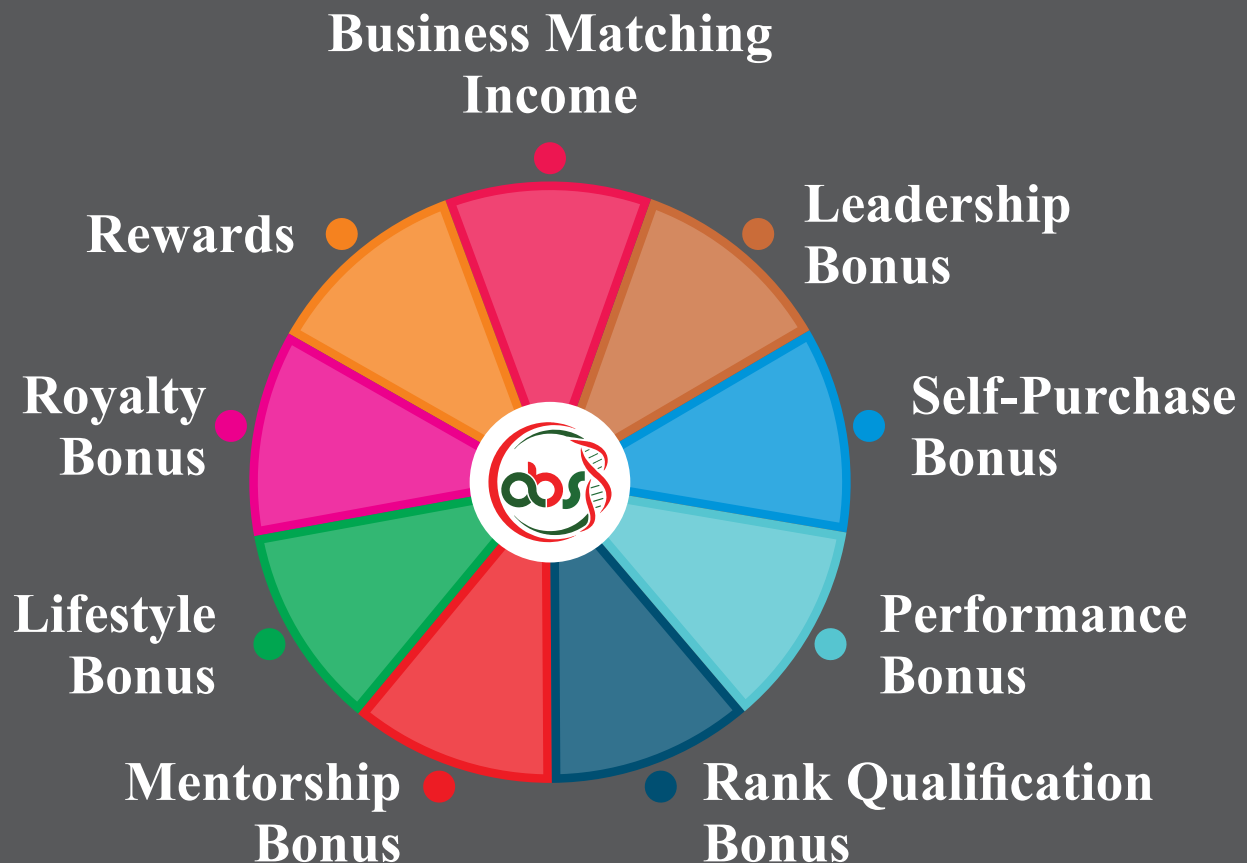 Business Matching
Income
Leadership
Bonus
Self-Purchase
Bonus
Performance
Bonus
Rank Qualification
Bonus
Mentorship
Bonus
Lifestyle
Bonus
Royalty
Bonus
Rewards
abs